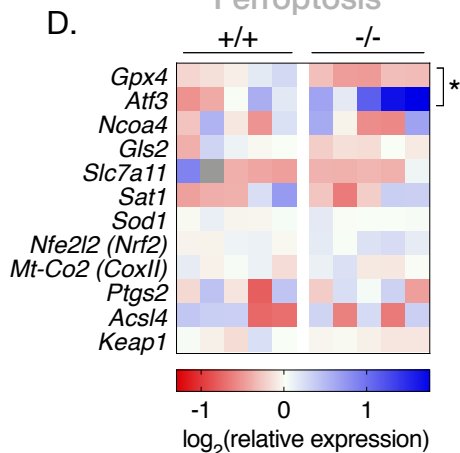 Ferroptosis
D.
+/+ -/-
Gpx4
*
Atf3
Ncoa4
Gls2
Slc7a11
Sat1
Sod1
Nfe2l2 (Nrf2)
Mt-Co2 (CoxII)
Ptgs2
Acsl4
Keap1
-1 0 1
log2(relative expression)